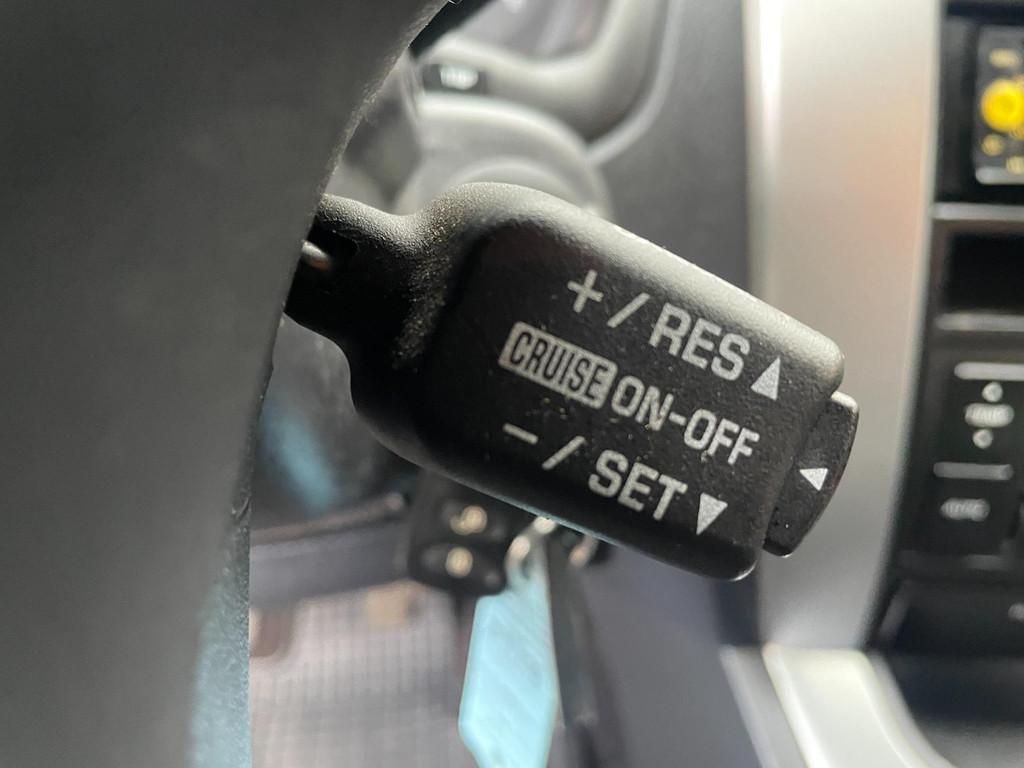 +/RES▲
CRUISE ON-OFF
−/SET▼